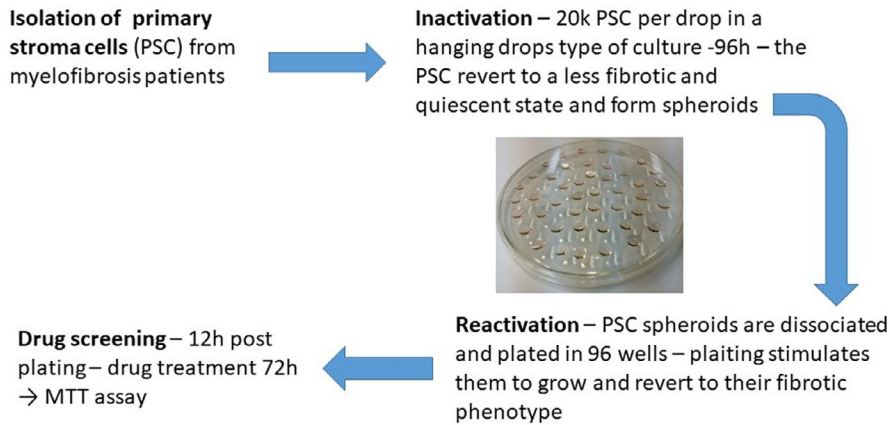 Isolation of primary
stroma cells (PSC) from
myelofibrosis patients
Inactivation – 20k PSC per drop in a
hanging drops type of culture -96h – the
PSC revert to a less fibrotic and
quiescent state and form spheroids
Reactivation – PSC spheroids are dissociated
and plated in 96 wells – plaiting stimulates
them to grow and revert to their fibrotic
phenotype
Drug screening – 12h post
plating – drug treatment 72h
→ MTT assay